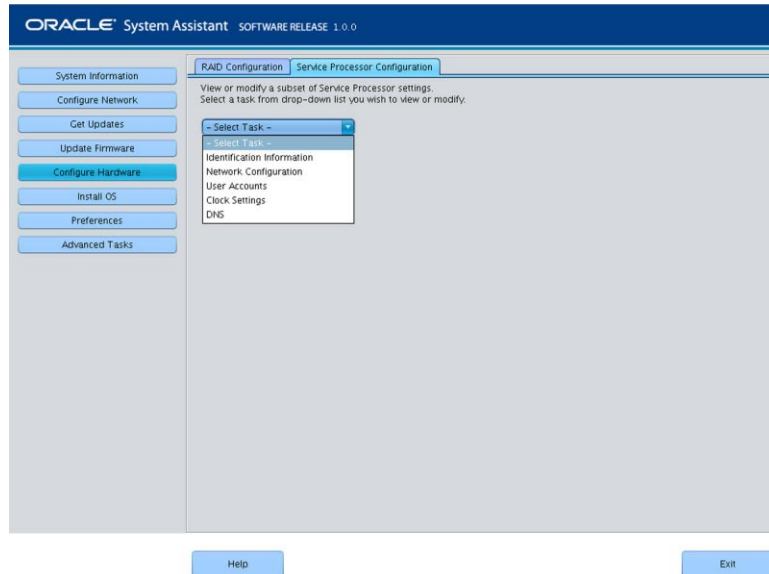 ORACLE System Assistant SOFTWARE RELEASE 1.0.0
System Information
Configure Network
Get Updates
Update Firmware
Configure Hardware
Install OS
Preferences
Advanced Tasks
RAID Configuration
Service Processor Configuration
View or modify a subset of Service Processor settings.
Select a task from drop-down list you wish to view or modify.
- Select Task -
- Select Task -
Identification Information
Network Configuration
User Accounts
Clock Settings
DNS
Help
Exit